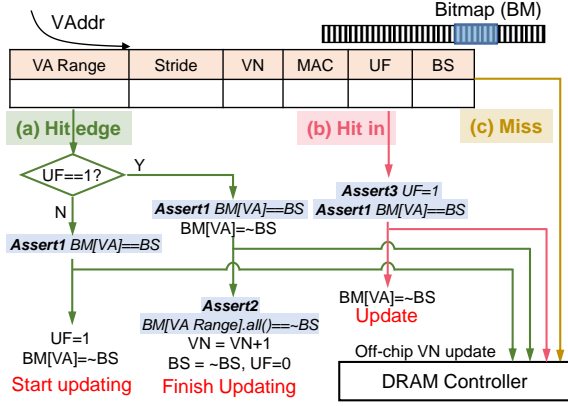 VAddr
Bitmap (BM)
VA Range Stride VN MAC UF BS
(a) Hit edge
(b) Hit in
(c) Miss
UF==1?
Y
N
Assert1 BM[VA]==BS
BM[VA]=~BS
Assert3 UF=1
Assert1 BM[VA]==BS
Assert1 BM[VA]==BS
Assert2
BM[VA Range].all()==~BS
VN = VN+1
BS = ~BS, UF=0
Finish Updating
BM[VA]=~BS
Update
UF=1
BM[VA]=~BS
Start updating
Off-chip VN update
DRAM Controller